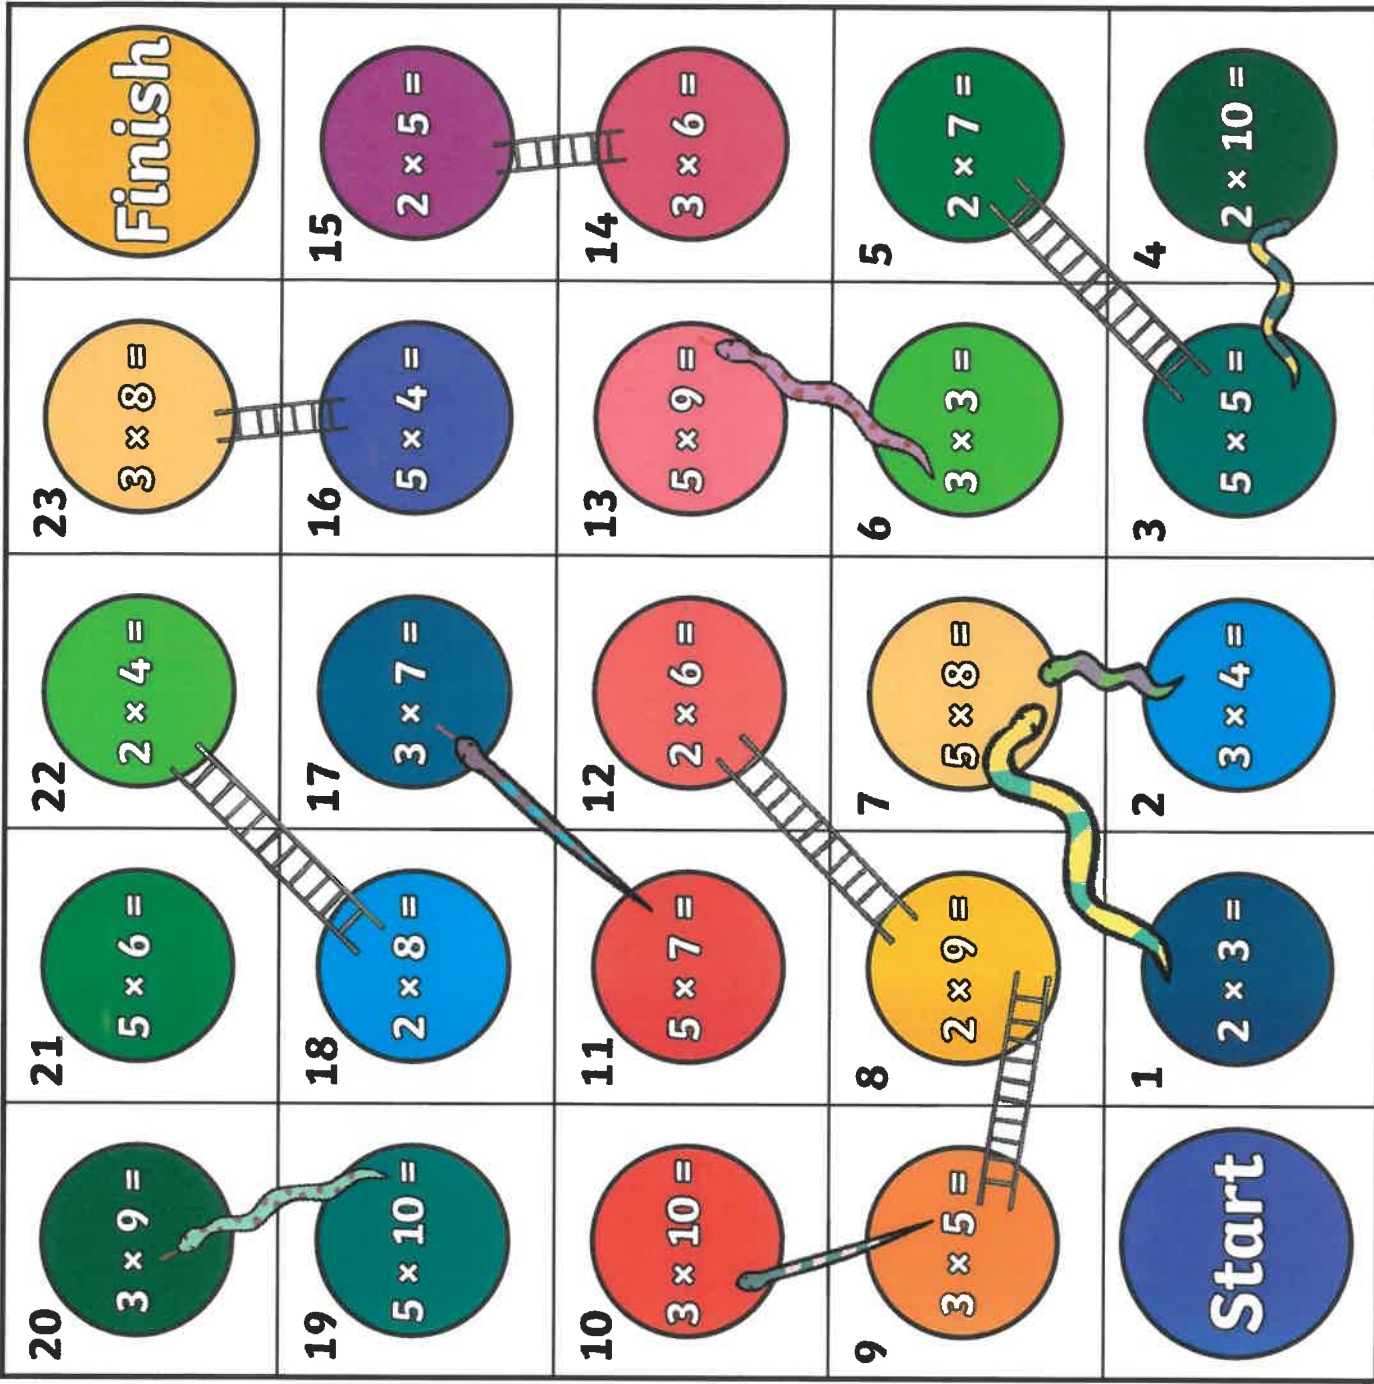 20
3 × 9 =
21
5 × 6 =
22
2 × 4 =
23
3 × 8 =
Finish
19
5 × 10 =
18
2 × 8 =
17
3 × 7 =
16
5 × 4 =
15
2 × 5 =
10
3 × 10 =
11
5 × 7 =
12
2 × 6 =
13
5 × 9 =
14
3 × 6 =
9
3 × 5 =
8
2 × 9 =
7
5 × 8 =
6
3 × 3 =
5
2 × 7 =
Start
1
2 × 3 =
2
3 × 4 =
3
5 × 5 =
4
2 × 10 =